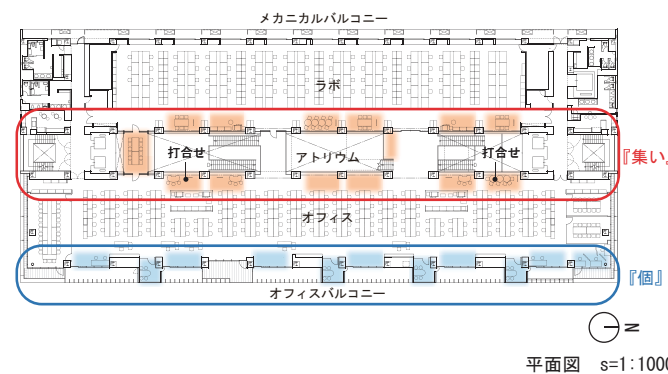 メカニカルバルコニー
ラボ
打合せ
アトリウム
打合せ
『集い』
オフィス
『個』
オフィスバルコニー
N
平面図 s=1:1000